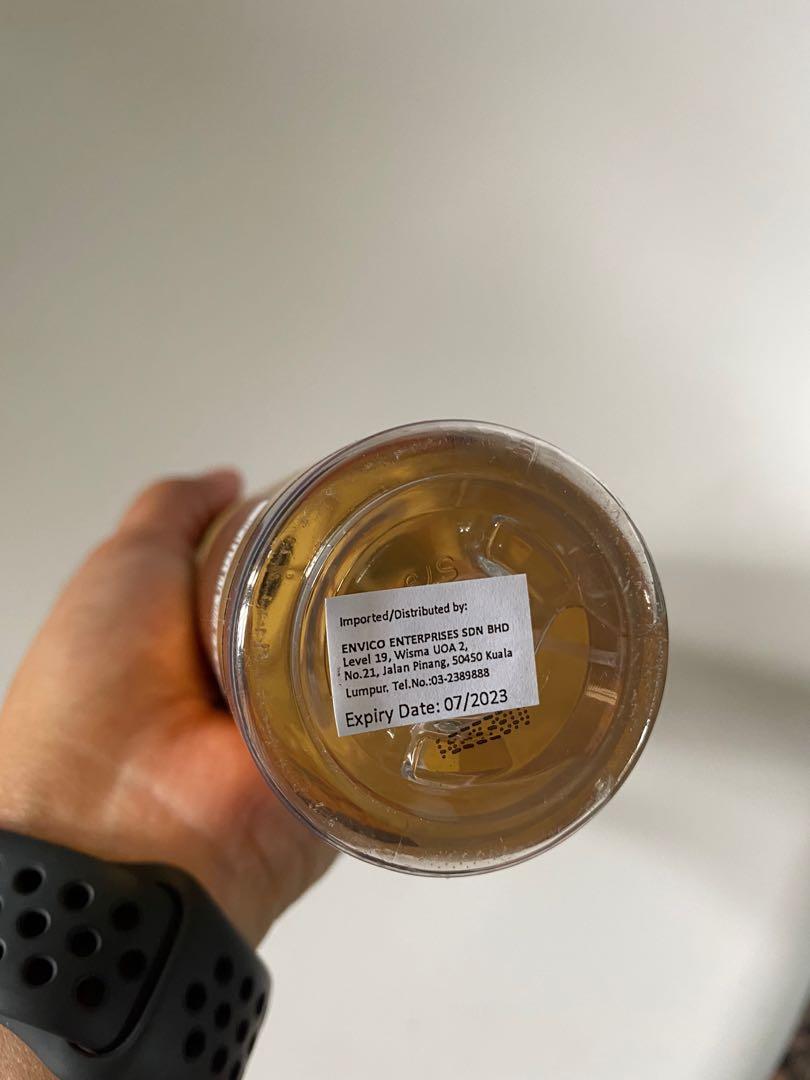 Imported/Distributed by:
ENVICO ENTERPRISES SDN BHD
Level 19, Wisma UOA 2,
No.21, Jalan Pinang, 50450 Kuala
Lumpur. Tel.No.:03-2389888
Expiry Date: 07/2023